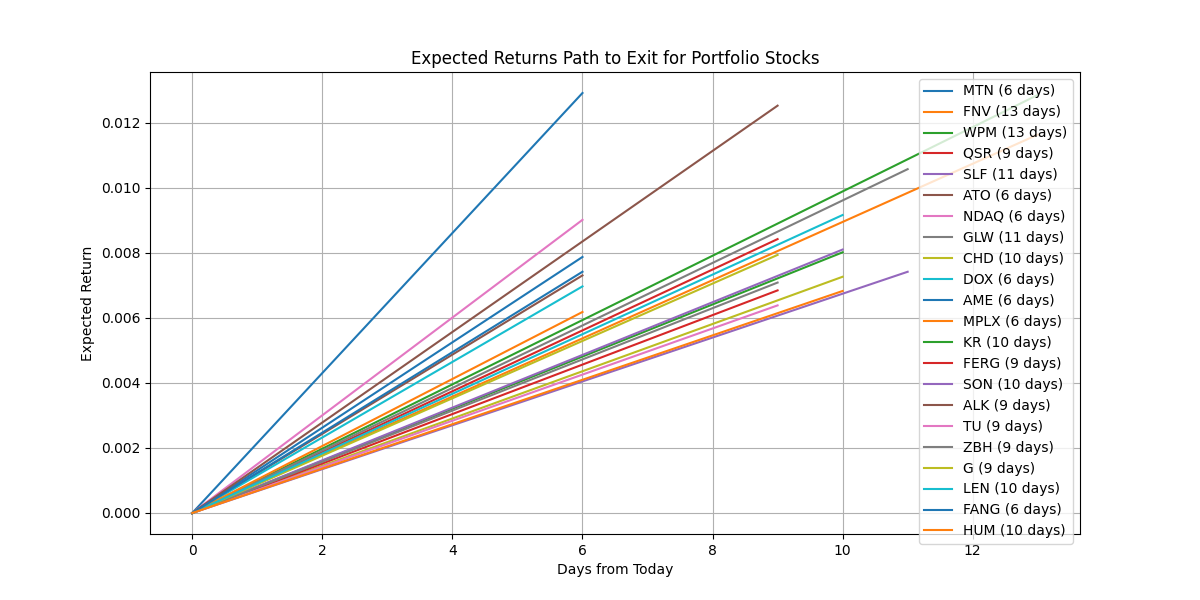 Expected Returns Path to Exit for Portfolio Stocks
Expected Return
0.012
0.010
0.008
0.006
0.004
0.002
0.000
0 2 4 6 8 10 12
Days from Today
MTN (6 days)
FNV (13 days)
WPM (13 days)
QSR (9 days)
SLF (11 days)
ATO (6 days)
NDAQ (6 days)
GLW (11 days)
CHD (10 days)
DOX (6 days)
AME (6 days)
MPLX (6 days)
KR (10 days)
FERG (9 days)
SON (10 days)
ALK (9 days)
TU (9 days)
ZBH (9 days)
G (9 days)
LEN (10 days)
FANG (6 days)
HUM (10 days)